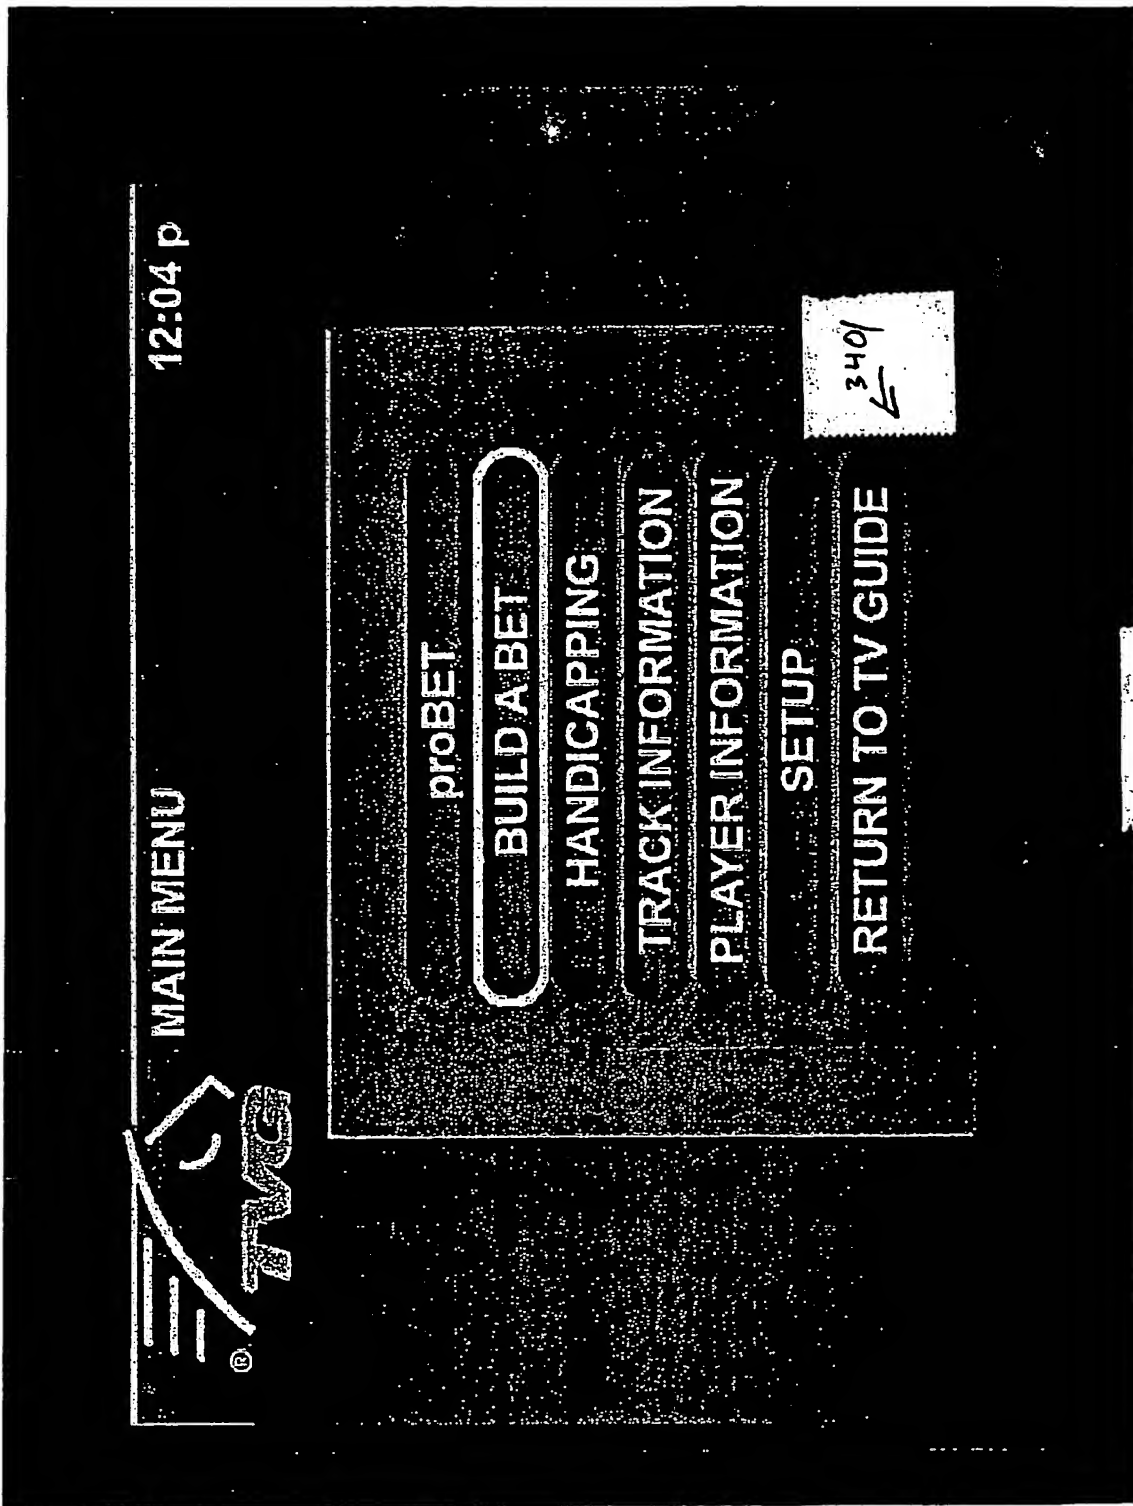 MAIN MENU 12:04 p
® TVG
proBET
BUILD A BET
HANDICAPPING
TRACK INFORMATION
PLAYER INFORMATION
SETUP
RETURN TO TV GUIDE
3401